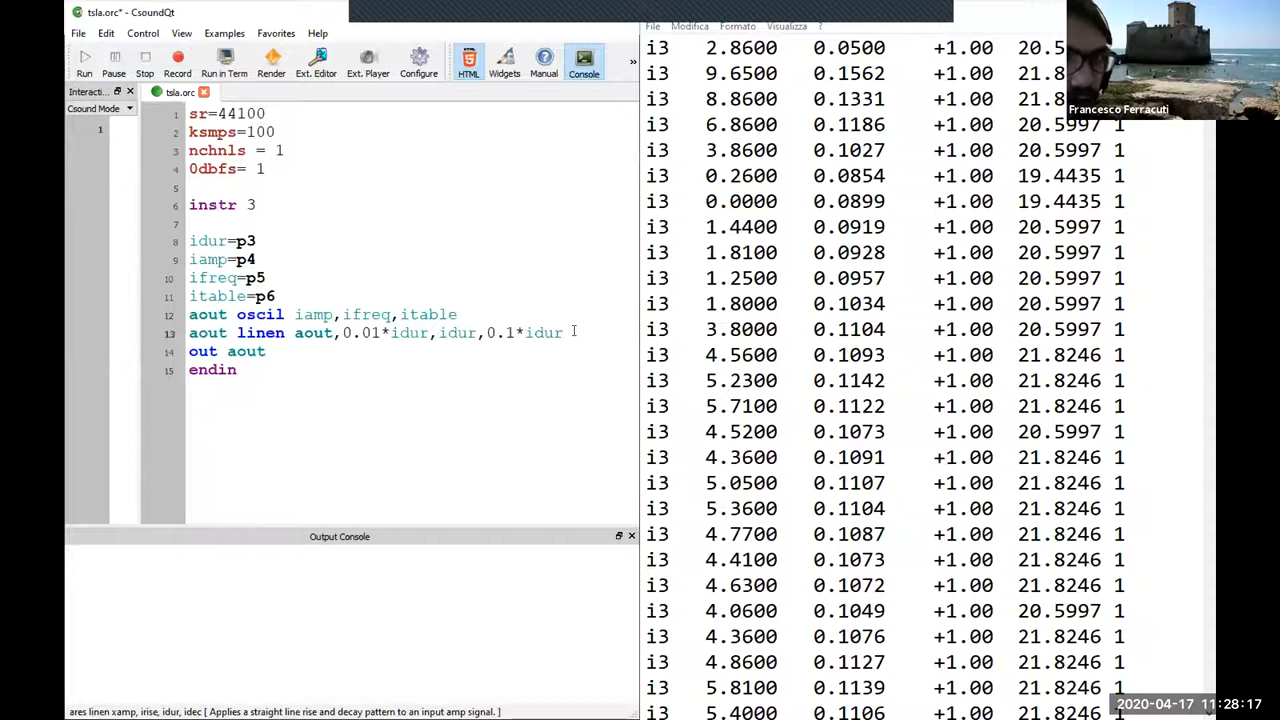 tsla.orc* - CsoundQt
File Edit Control View Examples Favorites Help
Run Pause Stop Record Run in Term Render Ext. Editor Ext. Player Configure HTML Widgets Manual Console »
Interacti...
Csound Mode
1
tsla.orc
1 sr=44100
2 ksmps=100
3 nchnls = 1
4 0dbfs= 1
5
6 instr 3
7
8 idur=p3
9 iamp=p4
10 ifreq=p5
11 itable=p6
12 aout oscil iamp,ifreq,itable
13 aout linen aout,0.01*idur,idur,0.1*idur
14 out aout
15 endin
Output Console
ares linen xamp, irise, idur, idec [ Applies a straight line rise and decay pattern to an input amp signal. ]
File Modifica Formato Visualizza ?
i3 2.8600 0.0500 +1.00 20.5
i3 9.6500 0.1562 +1.00 21.8
i3 8.8600 0.1331 +1.00 21.8
i3 6.8600 0.1186 +1.00 20.5997 1
i3 3.8600 0.1027 +1.00 20.5997 1
i3 0.2600 0.0854 +1.00 19.4435 1
i3 0.0000 0.0899 +1.00 19.4435 1
i3 1.4400 0.0919 +1.00 20.5997 1
i3 1.8100 0.0928 +1.00 20.5997 1
i3 1.2500 0.0957 +1.00 20.5997 1
i3 1.8000 0.1034 +1.00 20.5997 1
i3 3.8000 0.1104 +1.00 20.5997 1
i3 4.5600 0.1093 +1.00 21.8246 1
i3 5.2300 0.1142 +1.00 21.8246 1
i3 5.7100 0.1122 +1.00 21.8246 1
i3 4.5200 0.1073 +1.00 20.5997 1
i3 4.3600 0.1091 +1.00 21.8246 1
i3 5.0500 0.1107 +1.00 21.8246 1
i3 5.3600 0.1104 +1.00 21.8246 1
i3 4.7700 0.1087 +1.00 21.8246 1
i3 4.4100 0.1073 +1.00 21.8246 1
i3 4.6300 0.1072 +1.00 21.8246 1
i3 4.0600 0.1049 +1.00 20.5997 1
i3 4.3600 0.1076 +1.00 21.8246 1
i3 4.8600 0.1127 +1.00 21.8246 1
i3 5.8100 0.1139 +1.00 21.8246 1
i3 5.4000 0.1106 +1.00 21.8246 1
Francesco Ferracuti
2020-04-17 11:28:17